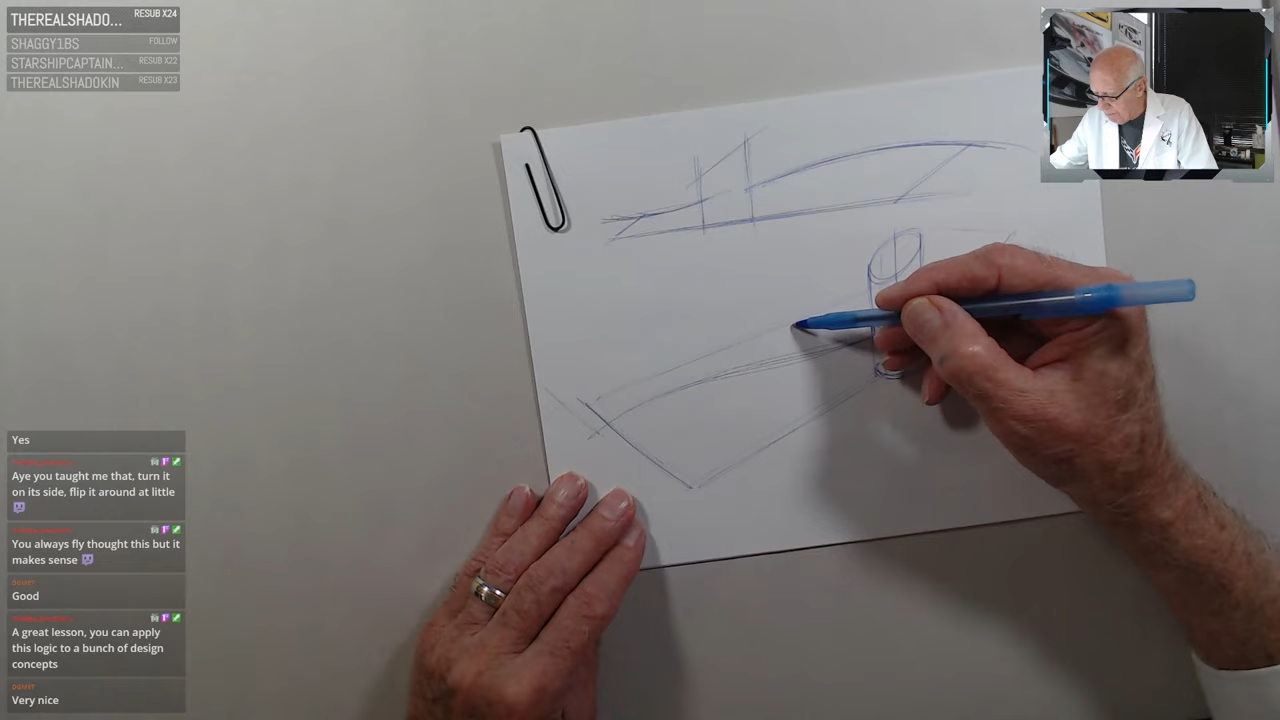 THEREALSHADO... RESUB X24
SHAGGY1BS FOLLOW
STARSHIPCAPTAIN... RESUB X22
THEREALSHADOKIN RESUB X23
Yes
Aye you taught me that, turn it
on its side, flip it around at little
You always fly thought this but it
makes sense
Good
A great lesson, you can apply
this logic to a bunch of design
concepts
Very nice